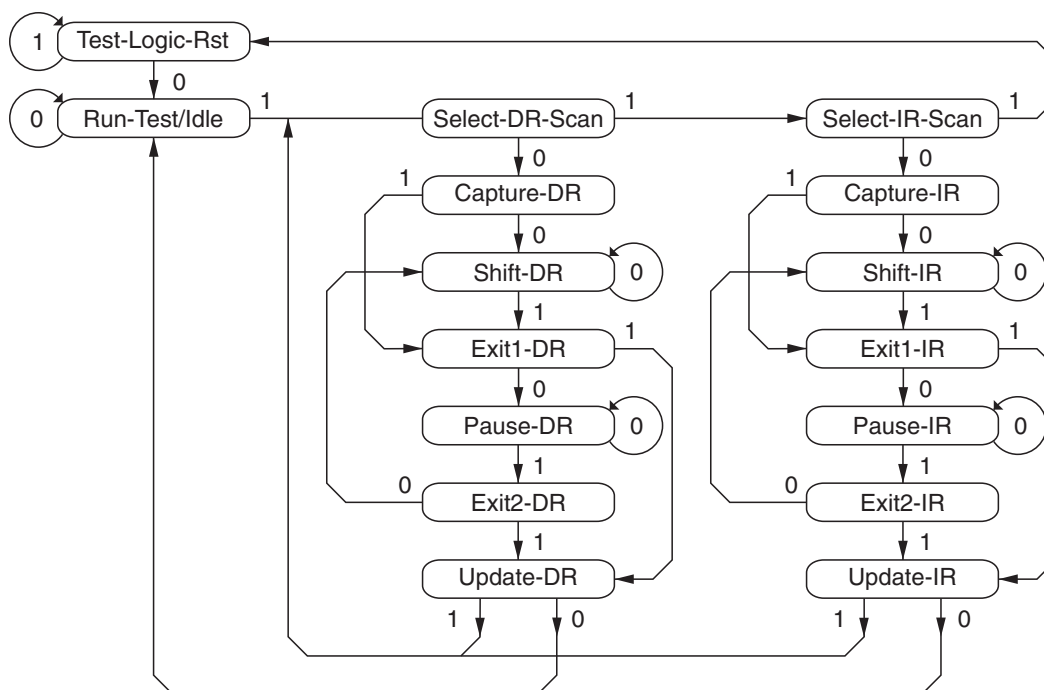 1 Test-Logic-Rst
0
0 Run-Test/Idle 1 Select-DR-Scan 1 Select-IR-Scan 1
0 0
1 Capture-DR 1 Capture-IR
0 0
Shift-DR 0 Shift-IR 0
1 1
Exit1-DR 1 Exit1-IR 1
0 0
Pause-DR 0 Pause-IR 0
1 1
0 Exit2-DR 0 Exit2-IR
1 1
Update-DR Update-IR
1 0 1 0